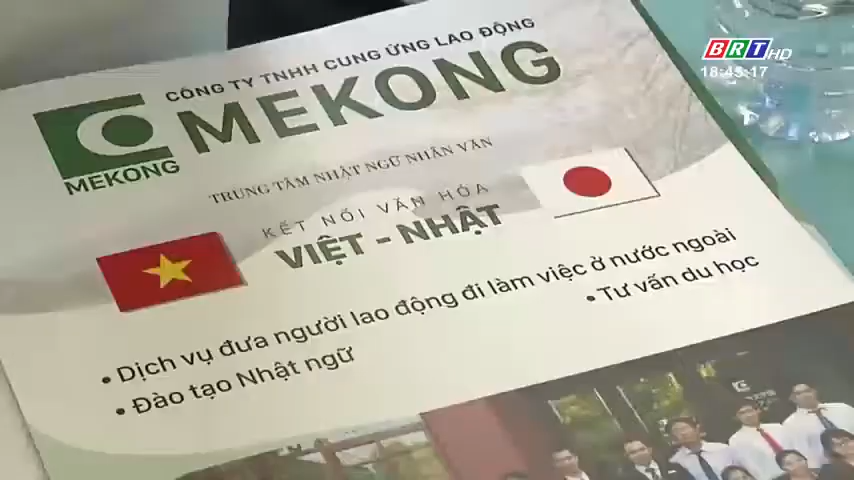 BRT HD
18:45:17
CÔNG TY TNHH CUNG ỨNG LAO ĐỘNG
MEKONG
MEKONG
TRUNG TÂM NHẬT NGỮ NHÂN VĂN
KẾT NỐI VĂN HÓA
VIỆT - NHẬT
• Dịch vụ đưa người lao động đi làm việc ở nước ngoài
• Đào tạo Nhật ngữ
• Tư vấn du học